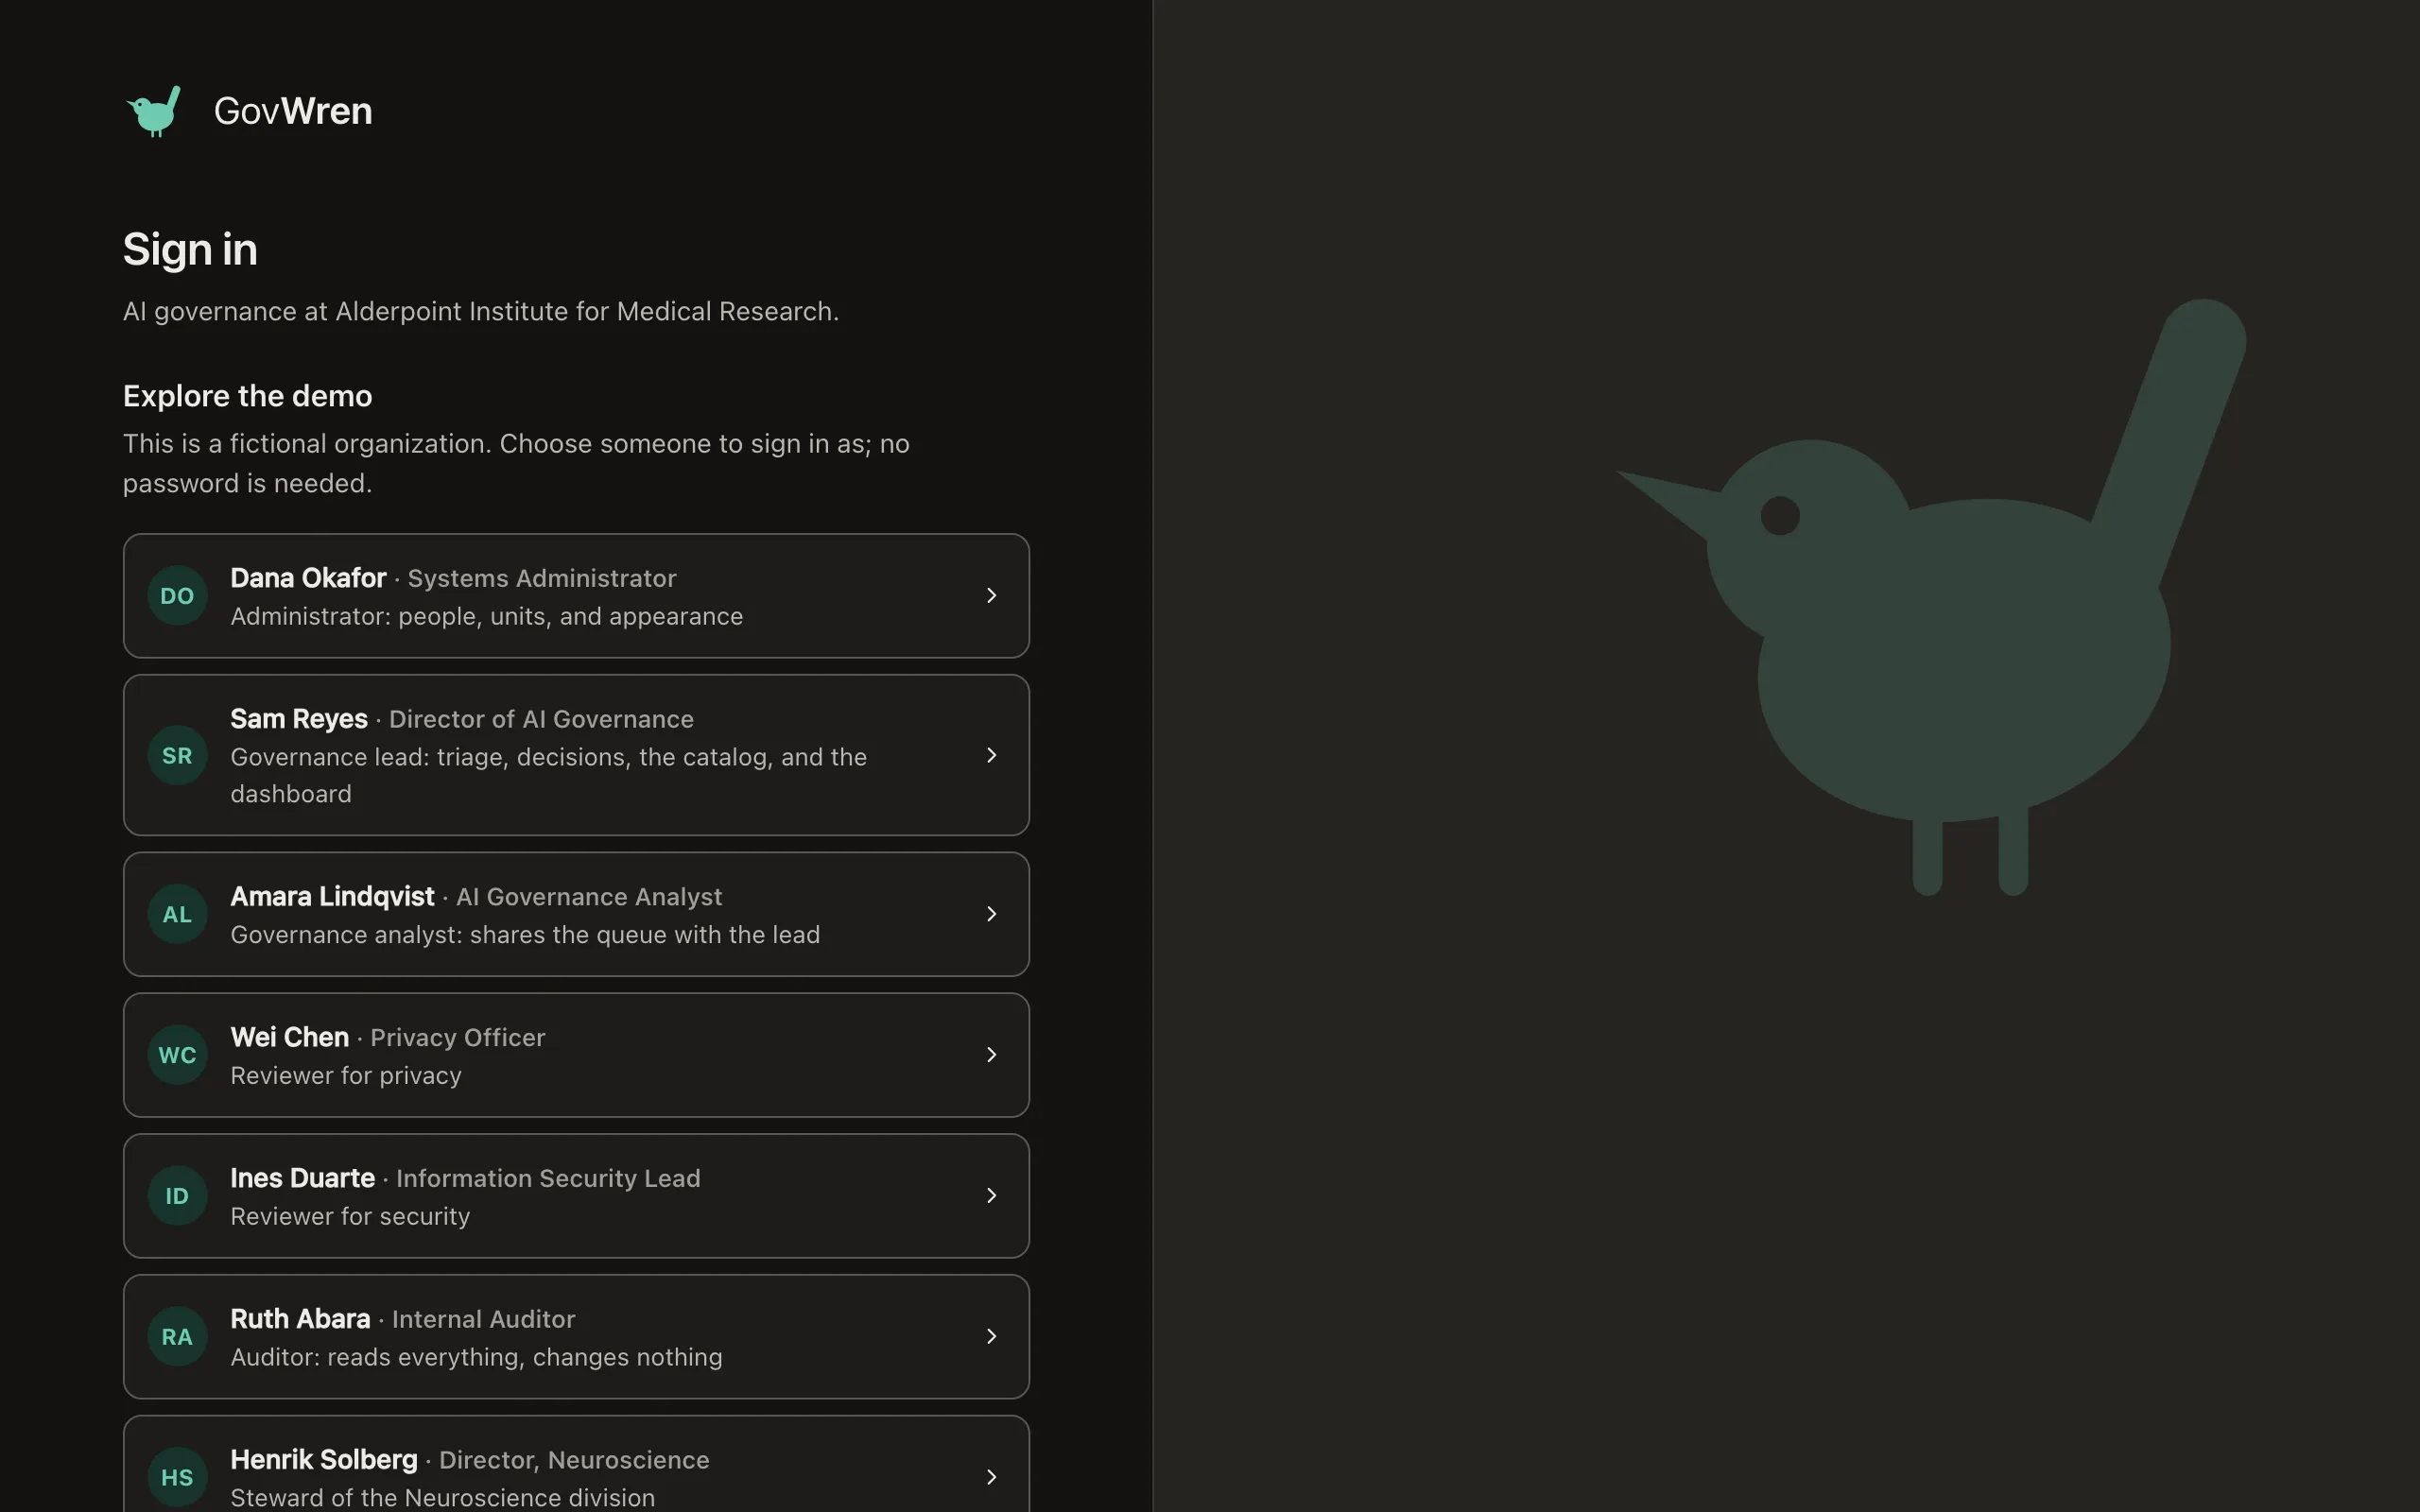 GovWren
Sign in
AI governance at Alderpoint Institute for Medical Research.
Explore the demo
This is a fictional organization. Choose someone to sign in as; no
password is needed.
DO
Dana Okafor · Systems Administrator
Administrator: people, units, and appearance
SR
Sam Reyes · Director of AI Governance
Governance lead: triage, decisions, the catalog, and the
dashboard
AL
Amara Lindqvist · AI Governance Analyst
Governance analyst: shares the queue with the lead
WC
Wei Chen · Privacy Officer
Reviewer for privacy
ID
Ines Duarte · Information Security Lead
Reviewer for security
RA
Ruth Abara · Internal Auditor
Auditor: reads everything, changes nothing
HS
Henrik Solberg · Director, Neuroscience
Steward of the Neuroscience division